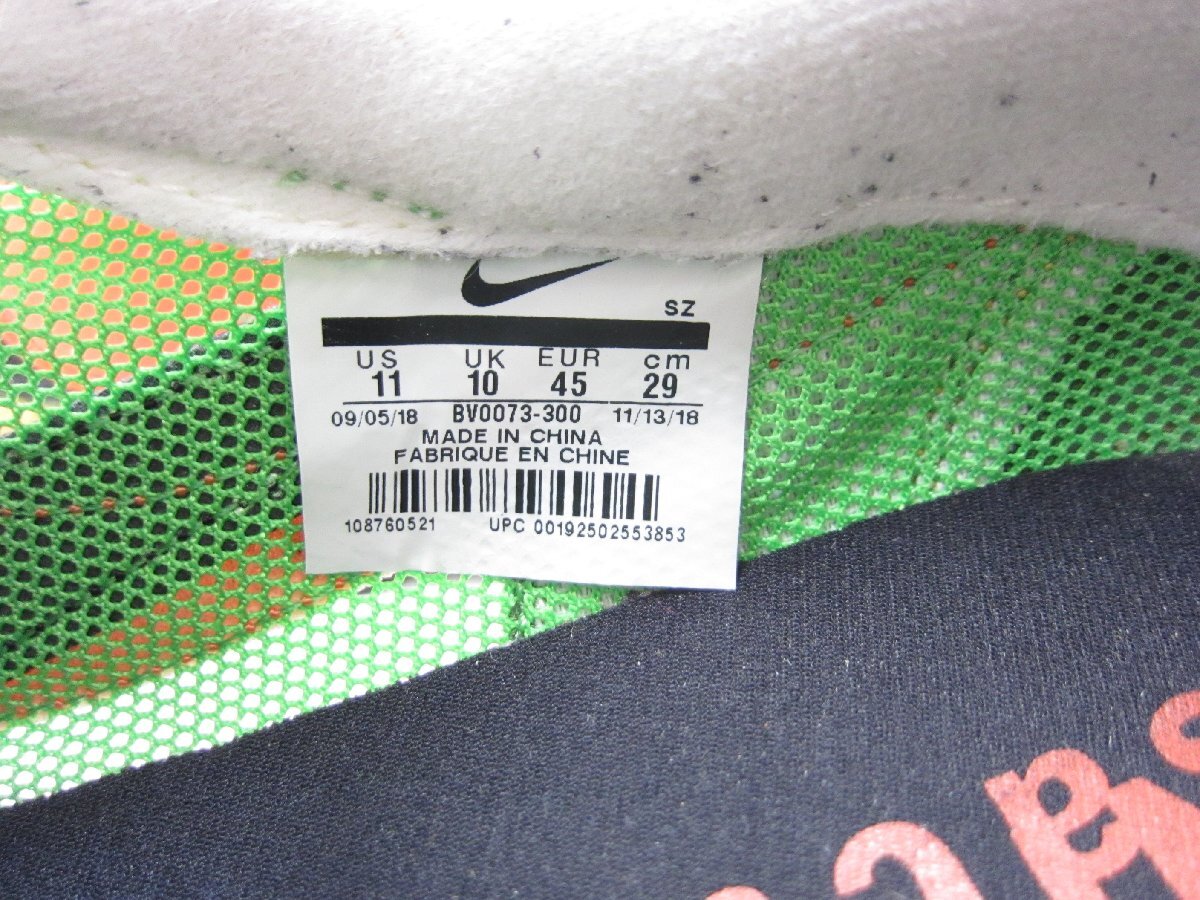 SZ
US UK EUR cm
11 10 45 29
09/05/18 BV0073-300 11/13/18
MADE IN CHINA
FABRIQUE EN CHINE
108760521 UPC 00192502553853